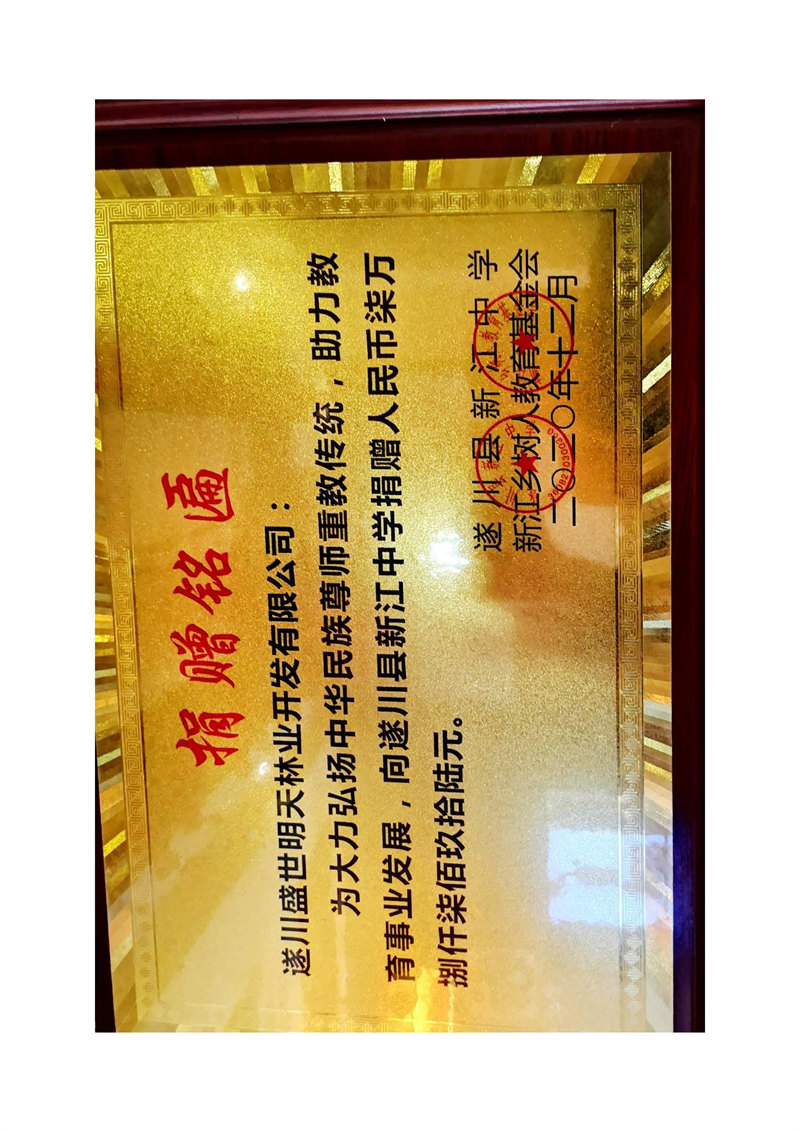 捐赠铭匾
遂川盛世明天林业开发有限公司：
为大力弘扬中华民族尊师重教传统，助力教
育事业发展，向遂川县新江中学捐赠人民币柒万
捌仟柒佰玖拾陆元。
遂川县新江中学
新江乡树人教育基金会
二〇二〇年十二月